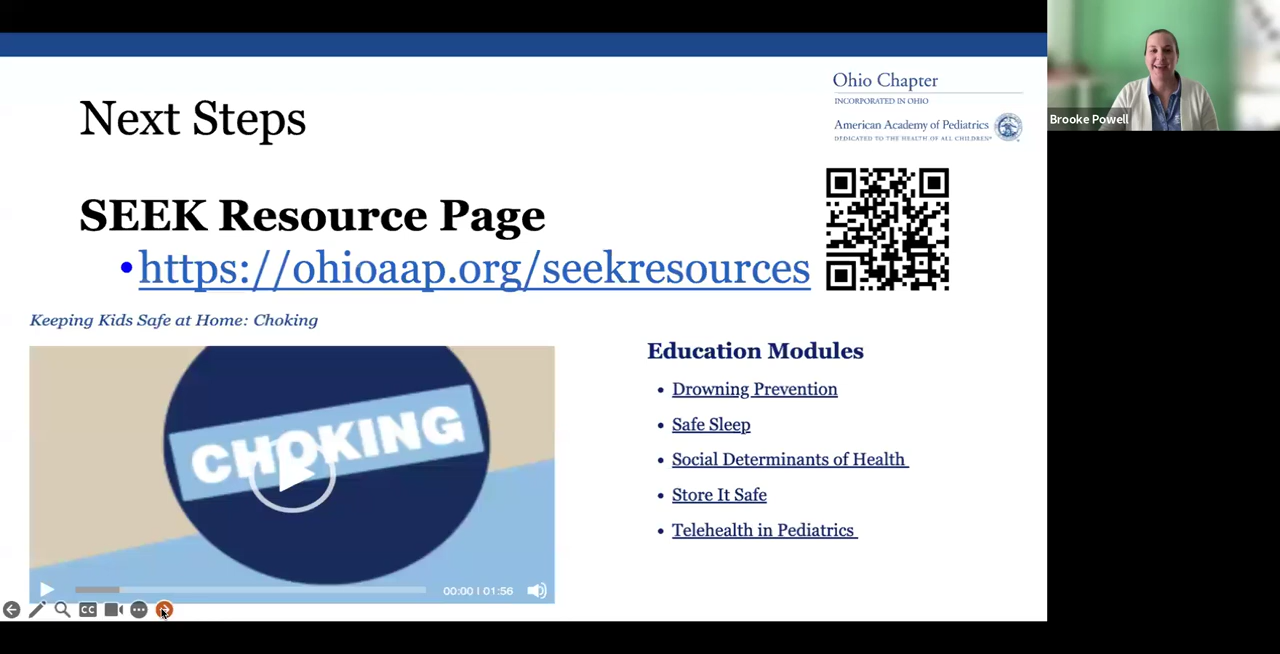 Next Steps
Ohio Chapter
INCORPORATED IN OHIO
American Academy of Pediatrics
DEDICATED TO THE HEALTH OF ALL CHILDREN®
Brooke Powell
SEEK Resource Page
•https://ohioaap.org/seekresources
Keeping Kids Safe at Home: Choking
CHOKING
00:00 | 01:56
CC
Education Modules
• Drowning Prevention
• Safe Sleep
• Social Determinants of Health
• Store It Safe
• Telehealth in Pediatrics